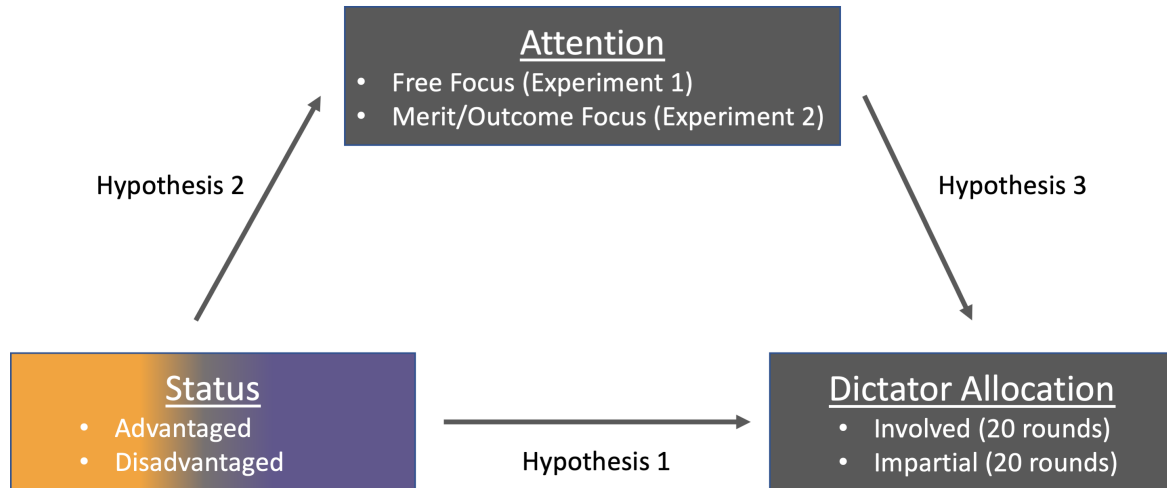 Attention
• Free Focus (Experiment 1)
• Merit/Outcome Focus (Experiment 2)
Hypothesis 2
Hypothesis 3
Status
• Advantaged
• Disadvantaged
Hypothesis 1
Dictator Allocation
• Involved (20 rounds)
• Impartial (20 rounds)